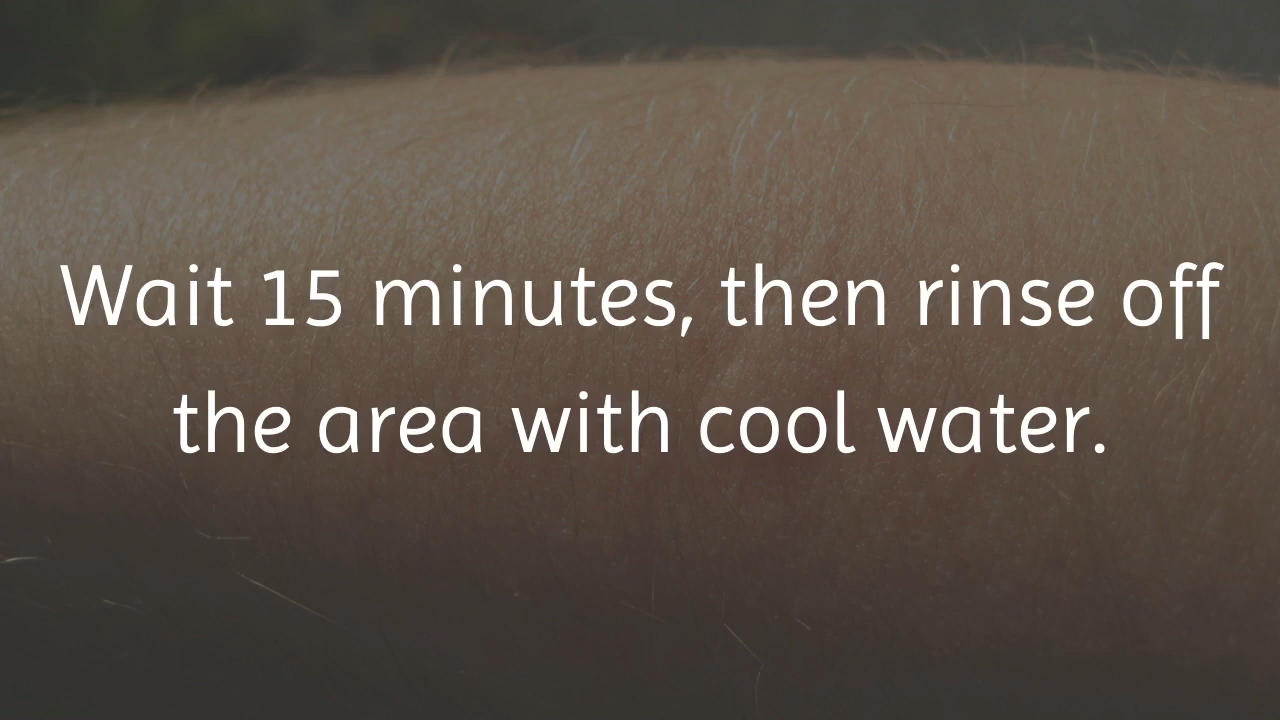 Wait 15 minutes, then rinse off
the area with cool water.